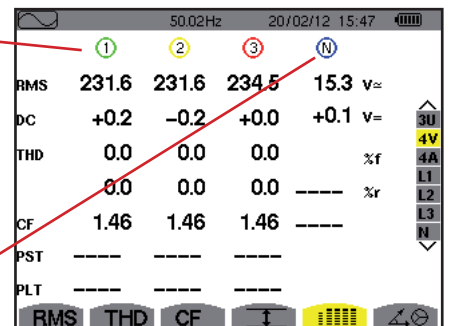 50.02Hz 20/02/12 15:47
1 2 3 N
RMS 231.6 231.6 234.5 15.3 V≃
DC +0.2 −0.2 +0.0 +0.1 V=
THD 0.0 0.0 0.0 %f
0.0 0.0 0.0 ---- %r
CF 1.46 1.46 1.46 ----
PST ---- ---- ----
PLT ---- ---- ----
3U
4V
4A
L1
L2
L3
N
RMS THD CF